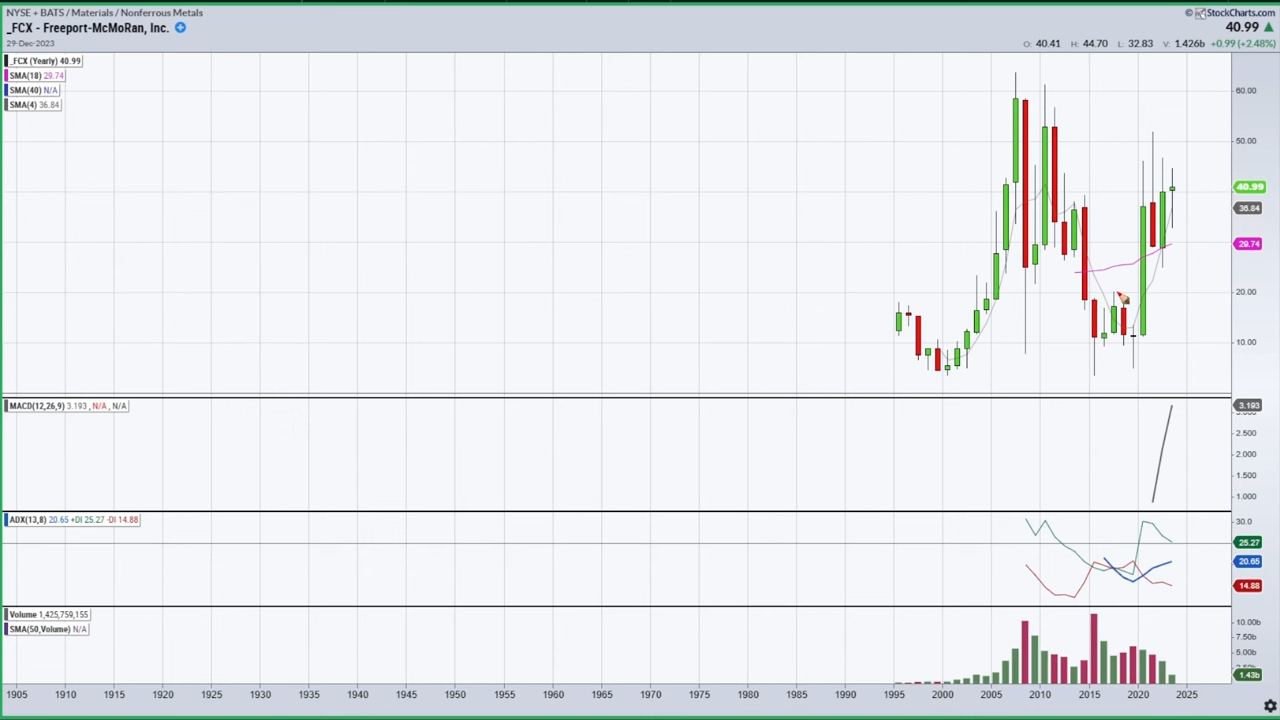 NYSE + BATS / Materials / Nonferrous Metals
© StockCharts.com
_FCX - Freeport-McMoRan, Inc.
40.99
29-Dec-2023
O: 40.41 H: 44.70 L: 32.83 V: 1.426b +0.99 (+2.48%)
_FCX (Yearly) 40.99
SMA(18) 29.74
SMA(40) N/A
SMA(4) 36.84
60.00
50.00
40.99
36.84
29.74
20.00
10.00
MACD(12,26,9) 3.193 , N/A , N/A
3.193
2.500
2.000
1.500
1.000
ADX(13,8) 20.65 +DI 25.27 -DI 14.88
30.0
25.27
20.65
14.88
Volume 1,425,759,155
SMA(50,Volume) N/A
10.00b
7.50b
5.00b
1.43b
1905 1910 1915 1920 1925 1930 1935 1940 1945 1950 1955 1960 1965 1970 1975 1980 1985 1990 1995 2000 2005 2010 2015 2020 2025